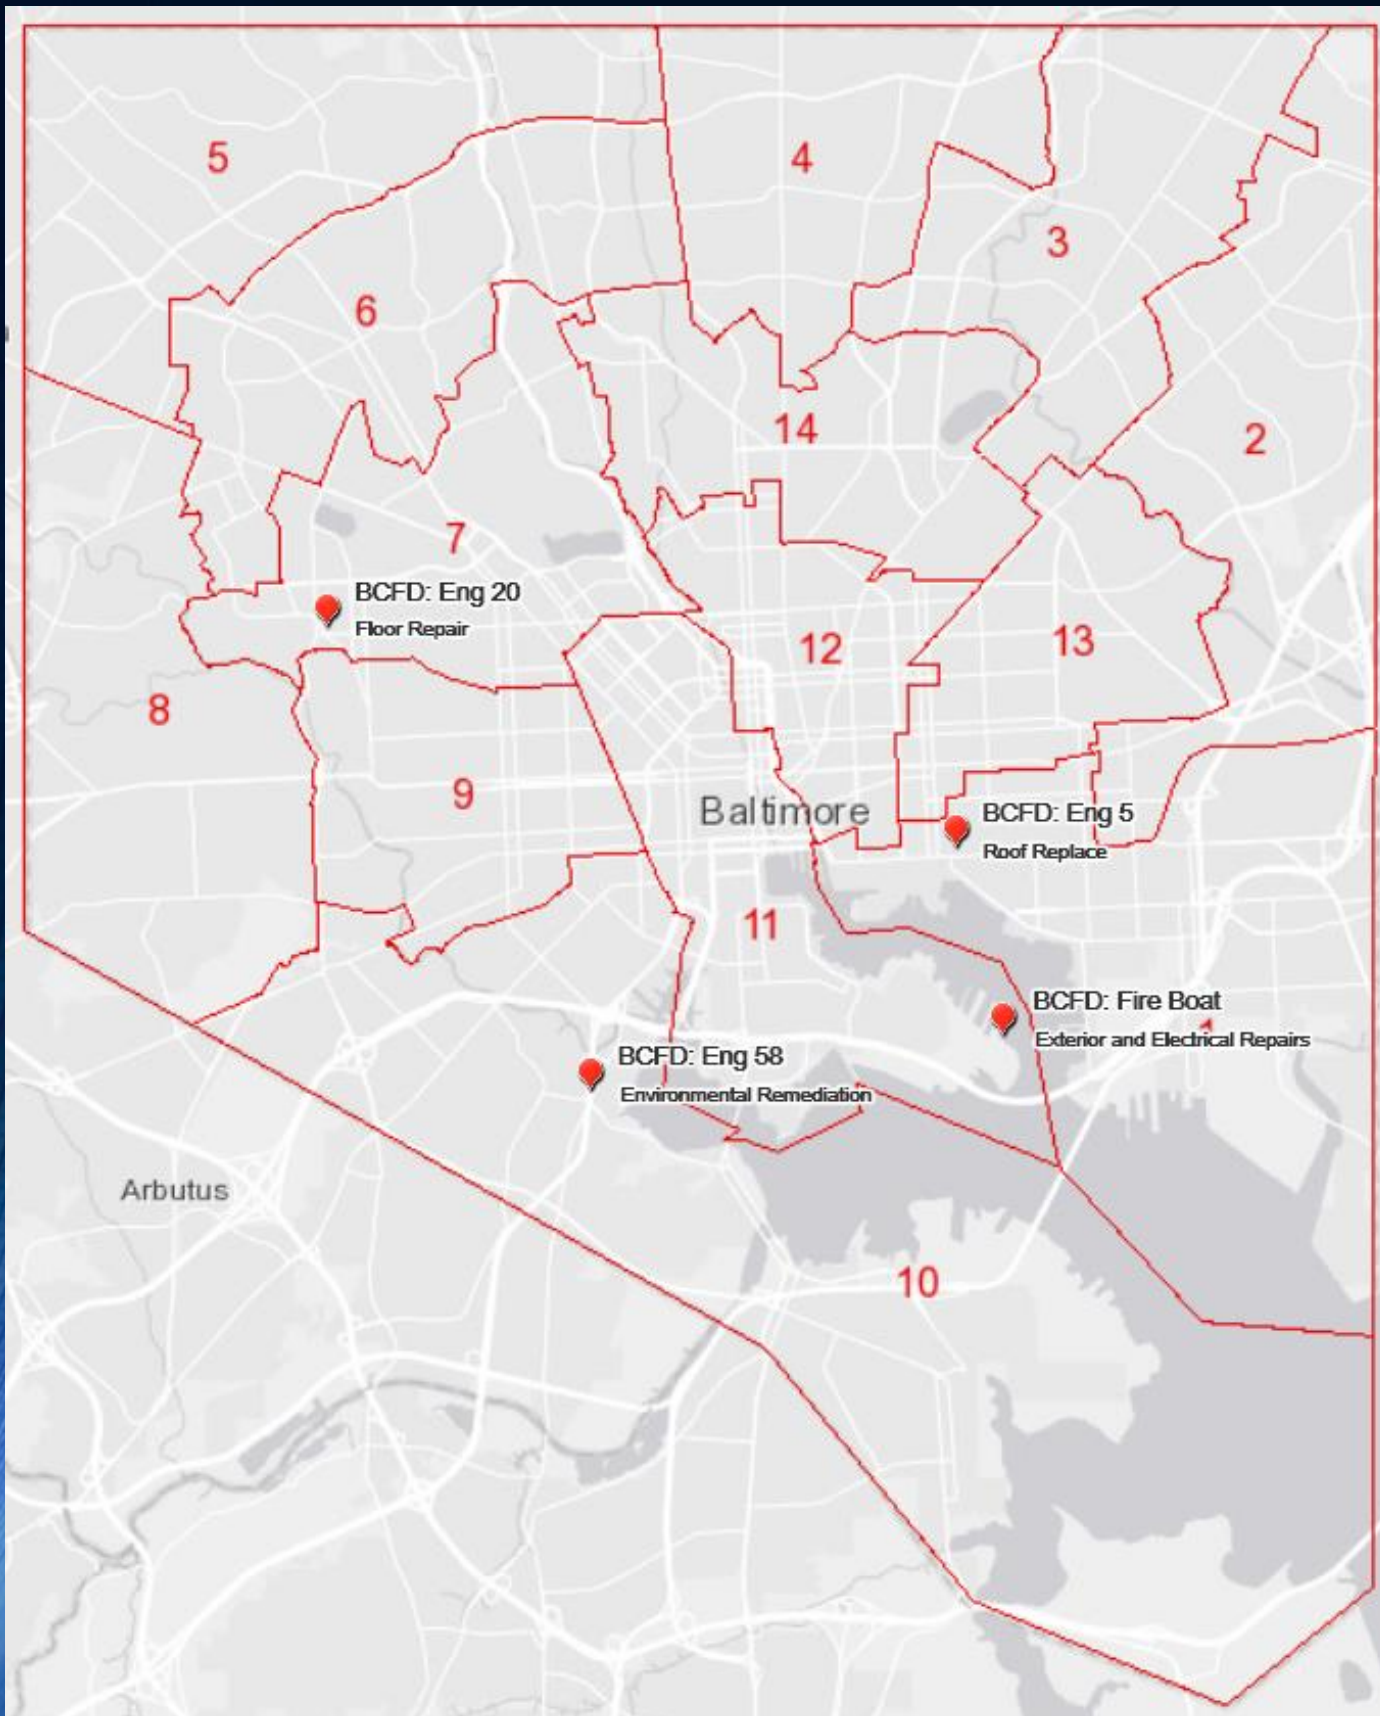 5
4
3
6
14
2
7
BCFD: Eng 20
Floor Repair
12
13
8
9
Baltimore
BCFD: Eng 5
Roof Replace
11
BCFD: Fire Boat
Exterior and Electrical Repairs
BCFD: Eng 58
Environmental Remediation
Arbutus
10